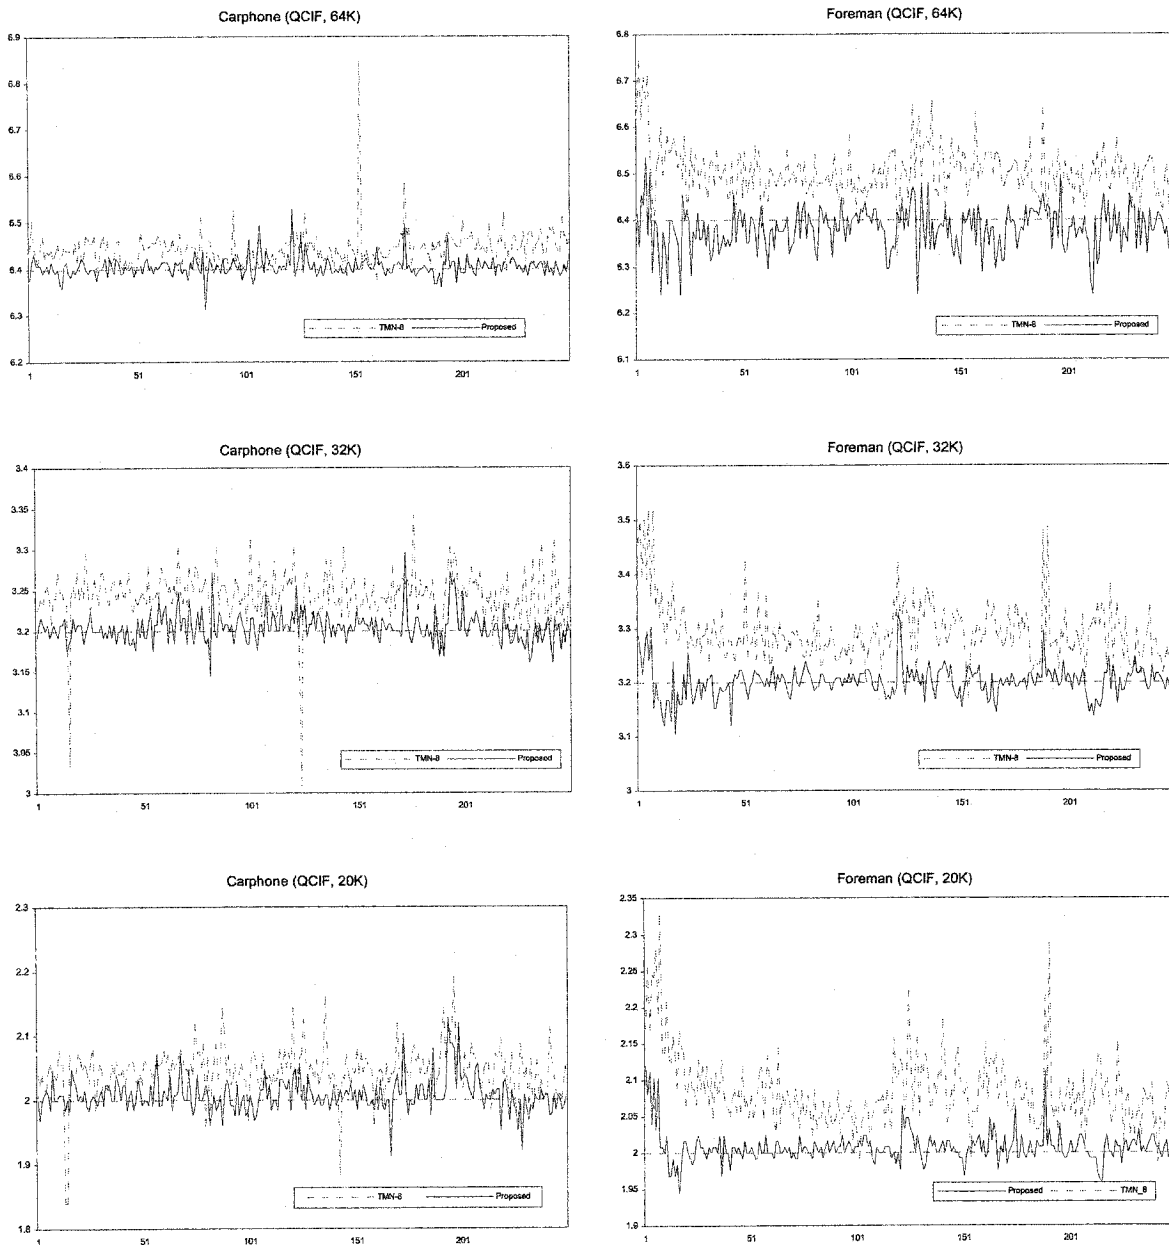 Carphone (QCIF, 64K)
6.9
6.8
6.7
6.6
6.5
6.4
6.3
6.2
TMN-8 Proposed
1 51 101 151 201
Foreman (QCIF, 64K)
6.8
6.7
6.6
6.5
6.4
6.3
6.2
6.1
TMN-8 Proposed
1 51 101 151 201
Carphone (QCIF, 32K)
3.4
3.35
3.3
3.25
3.2
3.15
3.1
3.05
3
TMN-8 Proposed
1 51 101 151 201
Foreman (QCIF, 32K)
3.6
3.5
3.4
3.3
3.2
3.1
3
TMN-8 Proposed
1 51 101 151 201
Carphone (QCIF, 20K)
2.3
2.2
2.1
2
1.9
1.8
TMN-8 Proposed
1 51 101 151 201
Foreman (QCIF, 20K)
2.35
2.3
2.25
2.2
2.15
2.1
2.05
2
1.95
1.9
Proposed TMN_8
1 51 101 151 201